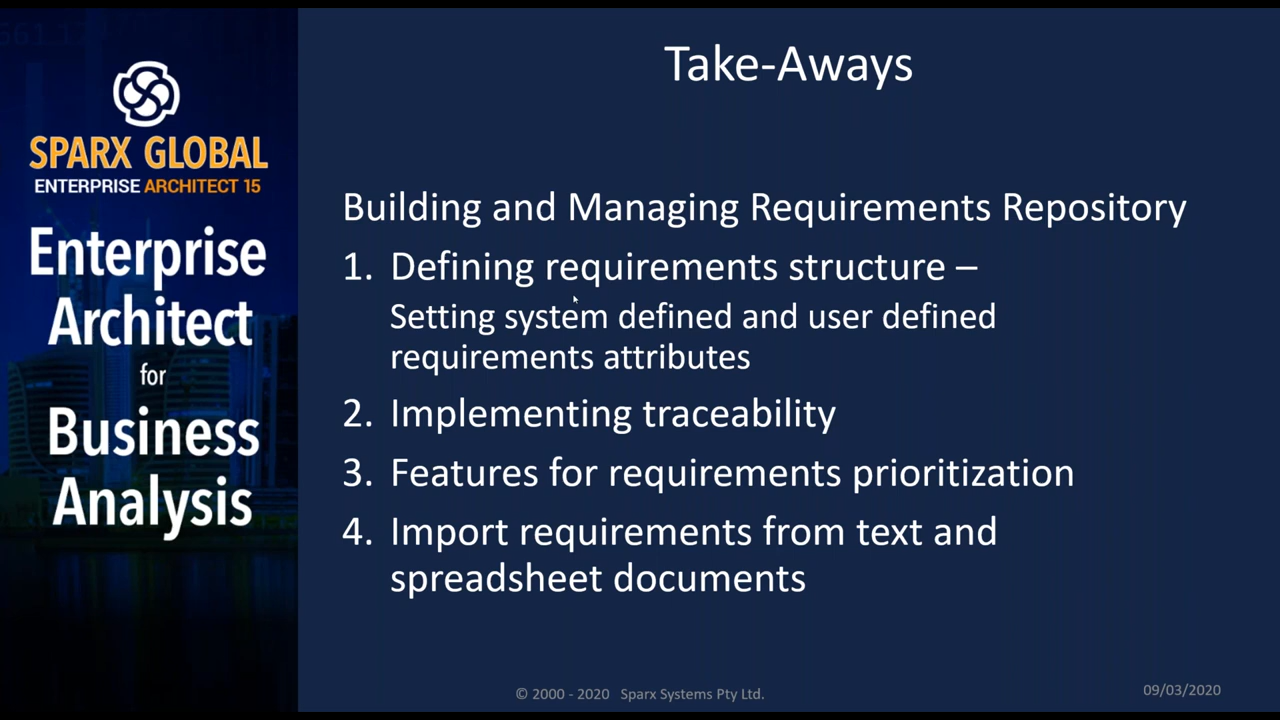 SPARX GLOBAL
ENTERPRISE ARCHITECT 15
Enterprise
Architect
for
Business
Analysis
Take-Aways
Building and Managing Requirements Repository
1. Defining requirements structure –
Setting system defined and user defined
requirements attributes
2. Implementing traceability
3. Features for requirements prioritization
4. Import requirements from text and
spreadsheet documents
© 2000 - 2020 Sparx Systems Pty Ltd.
09/03/2020